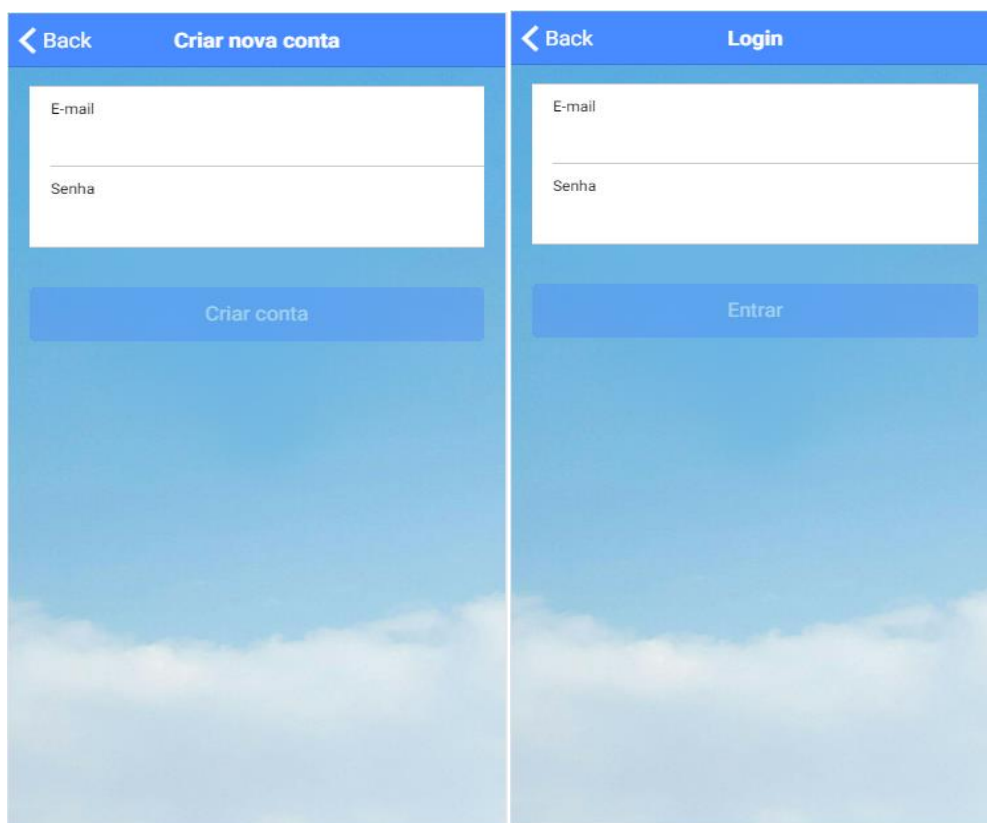 Back
Criar nova conta
E-mail
Senha
Criar conta
Back
Login
E-mail
Senha
Entrar